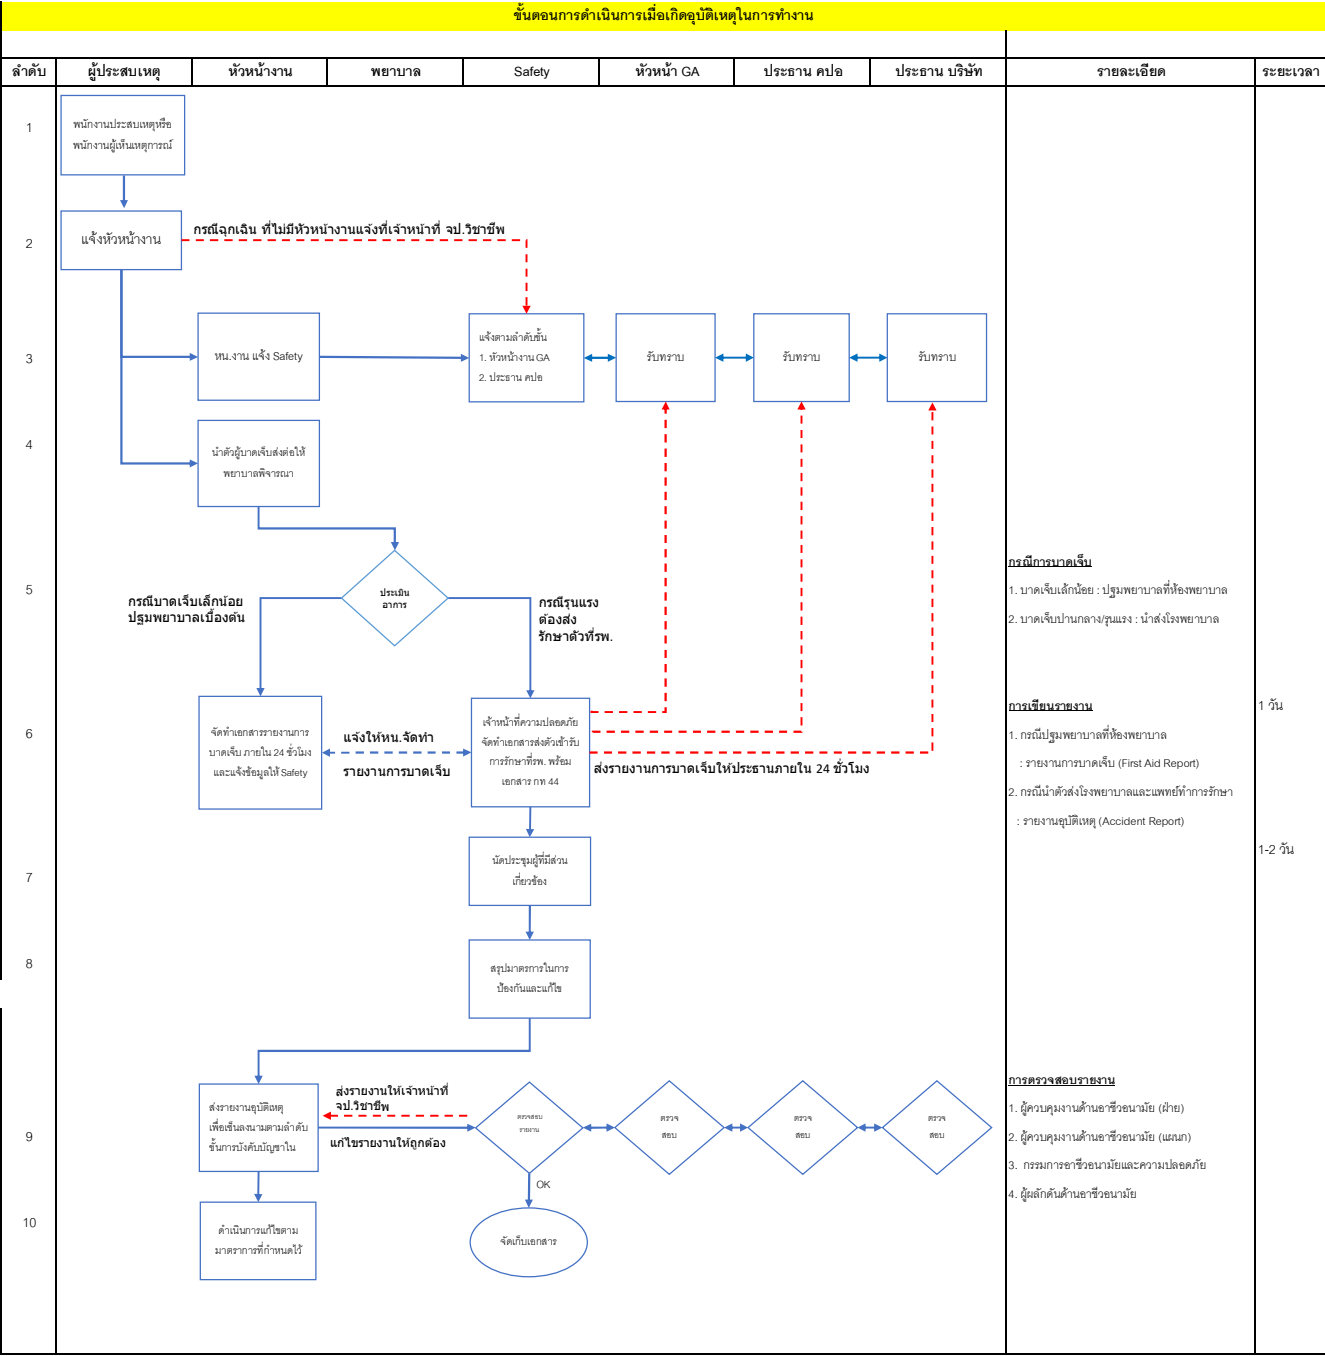 ขั้นตอนการดำเนินการเมื่อเกิดอุบัติเหตุในการทำงาน
ลำดับ
ผู้ประสบเหตุ
หัวหน้างาน
พยาบาล
Safety
หัวหน้า GA
ประธาน คปอ
ประธาน บริษัท
รายละเอียด
ระยะเวลา
1
พนักงานประสบเหตุหรือ
พนักงานผู้เห็นเหตุการณ์
2
แจ้งหัวหน้างาน
กรณีฉุกเฉิน ที่ไม่มีหัวหน้างานแจ้งที่เจ้าหน้าที่ จป.วิชาชีพ
3
หน.งาน แจ้ง Safety
แจ้งตามลำดับชั้น
1. หัวหน้างาน GA
2. ประธาน คปอ
รับทราบ
รับทราบ
รับทราบ
4
นำตัวผู้บาดเจ็บส่งต่อให้
พยาบาลพิจารณา
5
ประเมิน
อาการ
กรณีบาดเจ็บเล็กน้อย
ปฐมพยาบาลเบื้องต้น
กรณีรุนแรง
ต้องส่ง
รักษาตัวที่รพ.
กรณีการบาดเจ็บ
1. บาดเจ็บเล้กน้อย : ปฐมพยาบาลที่ห้องพยาบาล
2. บาดเจ็บปานกลาง/รุนแรง : นำส่งโรงพยาบาล
6
จัดทำเอกสารรายงานการ
บาดเจ็บ ภายใน 24 ชั่วโมง
และแจ้งข้อมูลให้ Safety
แจ้งให้หน.จัดทำ
รายงานการบาดเจ็บ
เจ้าหน้าที่ความปลอดภัย
จัดทำเอกสารส่งตัวเข้ารับ
การรักษาที่รพ. พร้อม
เอกสาร กท 44
ส่งรายงานการบาดเจ็บให้ประธานภายใน 24 ชั่วโมง
การเขียนรายงาน
1 วัน
1. กรณีปฐมพยาบาลที่ห้องพยาบาล
: รายงานการบาดเจ็บ (First Aid Report)
2. กรณีนำตัวส่งโรงพยาบาลและแพทย์ทำการรักษา
: รายงานอุบัติเหตุ (Accident Report)
1-2 วัน
7
นัดประชุมผู้ที่มีส่วน
เกี่ยวข้อง
8
สรุปมาตรการในการ
ป้องกันและแก้ไข
9
ส่งรายงานอุบัติเหตุ
เพื่อเซ็นลงนามตามลำดับ
ขั้นการบังคับบัญชาใน
ส่งรายงานให้เจ้าหน้าที่
จป.วิชาชีพ
แก้ไขรายงานให้ถูกต้อง
ตรวจสอบ
รายงาน
ตรวจ
สอบ
ตรวจ
สอบ
ตรวจ
สอบ
การตรวจสอบรายงาน
1. ผู้ควบคุมงานด้านอาชีวอนามัย (ฝ่าย)
2. ผู้ควบคุมงานด้านอาชีวอนามัย (แผนก)
3. กรรมการอาชีวอนามัยและความปลอดภัย
4. ผู้ผลักดันด้านอาชีวอนามัย
OK
10
ดำเนินการแก้ไขตาม
มาตราการที่กำหนดไว้
จัดเก็บเอกสาร